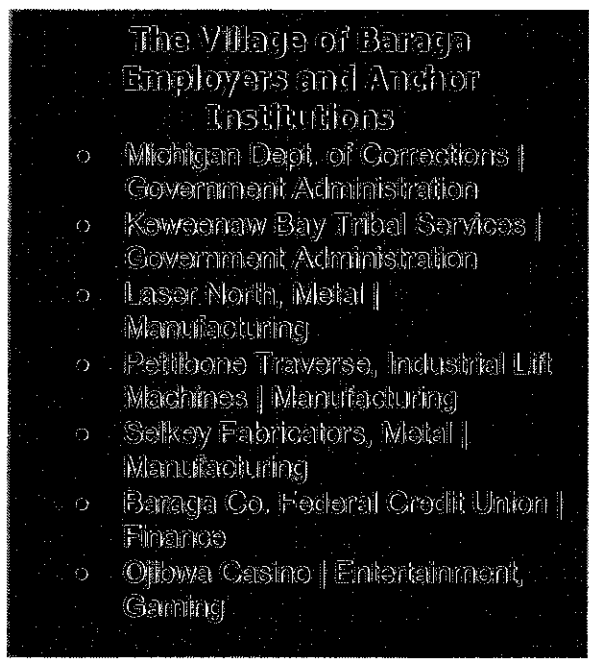 The Village of Baraga
Employers and Anchor
Institutions
o Michigan Dept. of Corrections |
Government Administration
o Keweenaw Bay Tribal Services |
Government Administration
o Laser North, Metal |
Manufacturing
o Pettibone Traverse, Industrial Lift
Machines | Manufacturing
o Selkey Fabricators, Metal |
Manufacturing
o Baraga Co. Federal Credit Union |
Finance
o Ojibwa Casino | Entertainment,
Gaming